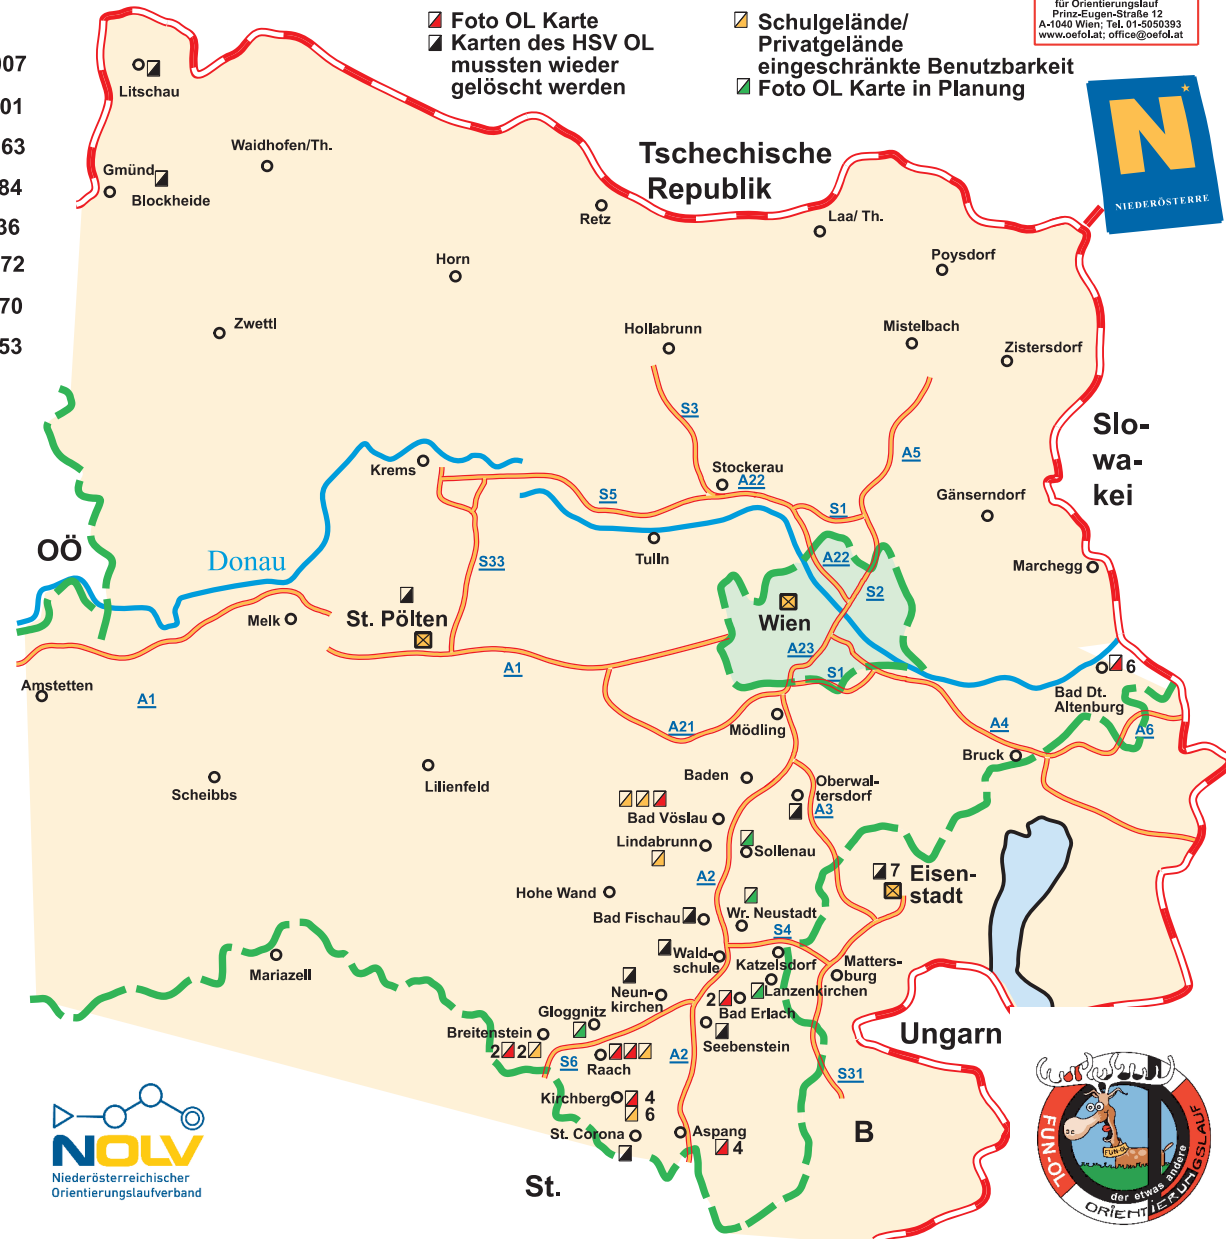 Foto OL Karte
Karten des HSV OL
mussten wieder
gelöscht werden
Schulgelände/
Privatgelände
eingeschränkte Benutzbarkeit
Foto OL Karte in Planung
für Orientierungslauf
Prinz-Eugen-Straße 12
A-1040 Wien; Tel. 01-5050393
www.oefol.at; office@oefol.at
007
01
63
84
36
72
70
53
N
NIEDERÖSTERRE
Litschau
Waidhofen/Th.
Gmünd
Blockheide
Tschechische
Republik
Retz
Laa/ Th.
Poysdorf
Horn
Zwettl
Hollabrunn
Mistelbach
Zistersdorf
S3
A5
Slo-
wa-
kei
Krems
Stockerau
A22
S5
S1
Gänserndorf
OÖ
Donau
S33
Tulln
A22
S2
Marchegg
Melk
St. Pölten
Wien
A23
S1
6
Bad Dt.
Altenburg
Amstetten
A1
A1
A21
Mödling
A4
A6
Bruck
Scheibbs
Lilienfeld
Baden
Oberwal-
tersdorf
A3
Bad Vöslau
Lindabrunn
Sollenau
A2
7
Eisen-
stadt
Hohe Wand
Bad Fischau
Wr. Neustadt
S4
Wald-
schule
Katzelsdorf
Matters-
burg
Mariazell
Neun-
kirchen
Lanzenkirchen
2
Bad Erlach
Gloggnitz
Breitenstein
Seebenstein
Ungarn
2
2
S6
Raach
A2
S31
Kirchberg
4
6
St. Corona
Aspang
4
B
St.
NOLV
Niederösterreichischer
Orientierungslaufverband
FUN-OL
FUN-OL
der etwas andere
ORIENTIERUNGSLAUF